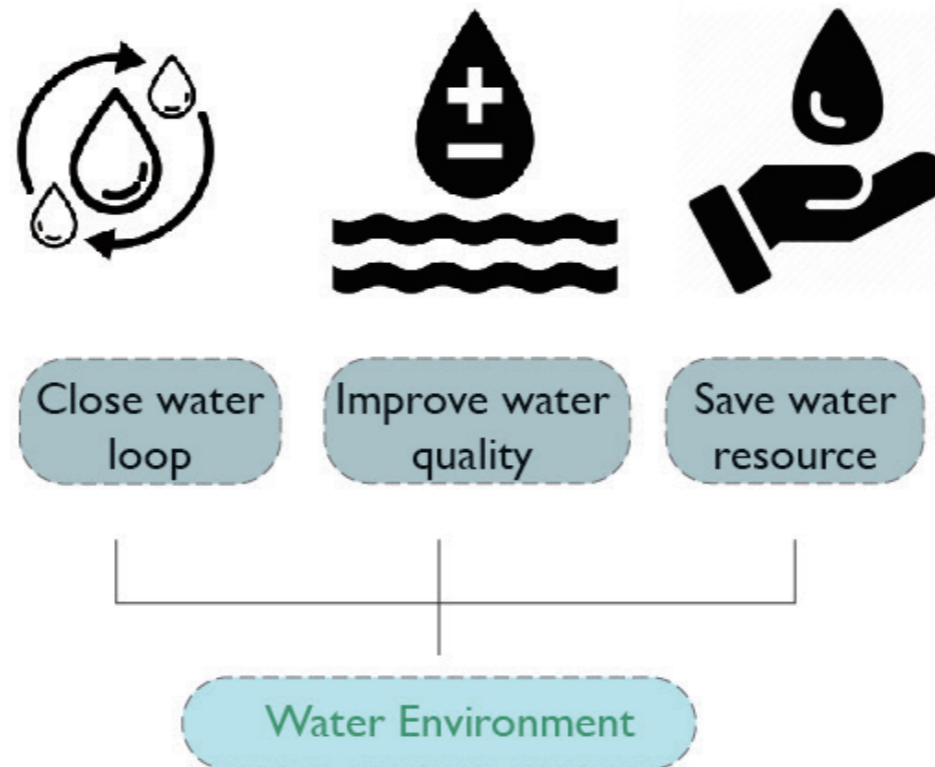 Close water
loop
Improve water
quality
Save water
resource
Water Environment